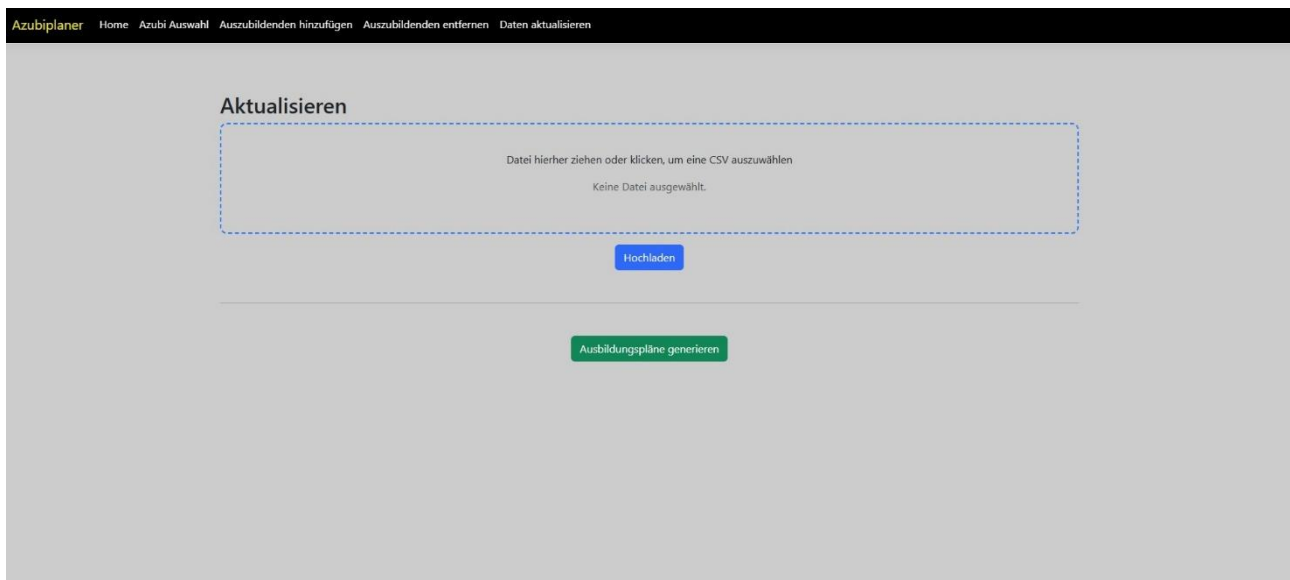 Azubiplaner Home Azubi Auswahl Auszubildenden hinzufügen Auszubildenden entfernen Daten aktualisieren
Aktualisieren
Datei hierher ziehen oder klicken, um eine CSV auszuwählen
Keine Datei ausgewählt.
Hochladen
Ausbildungspläne generieren